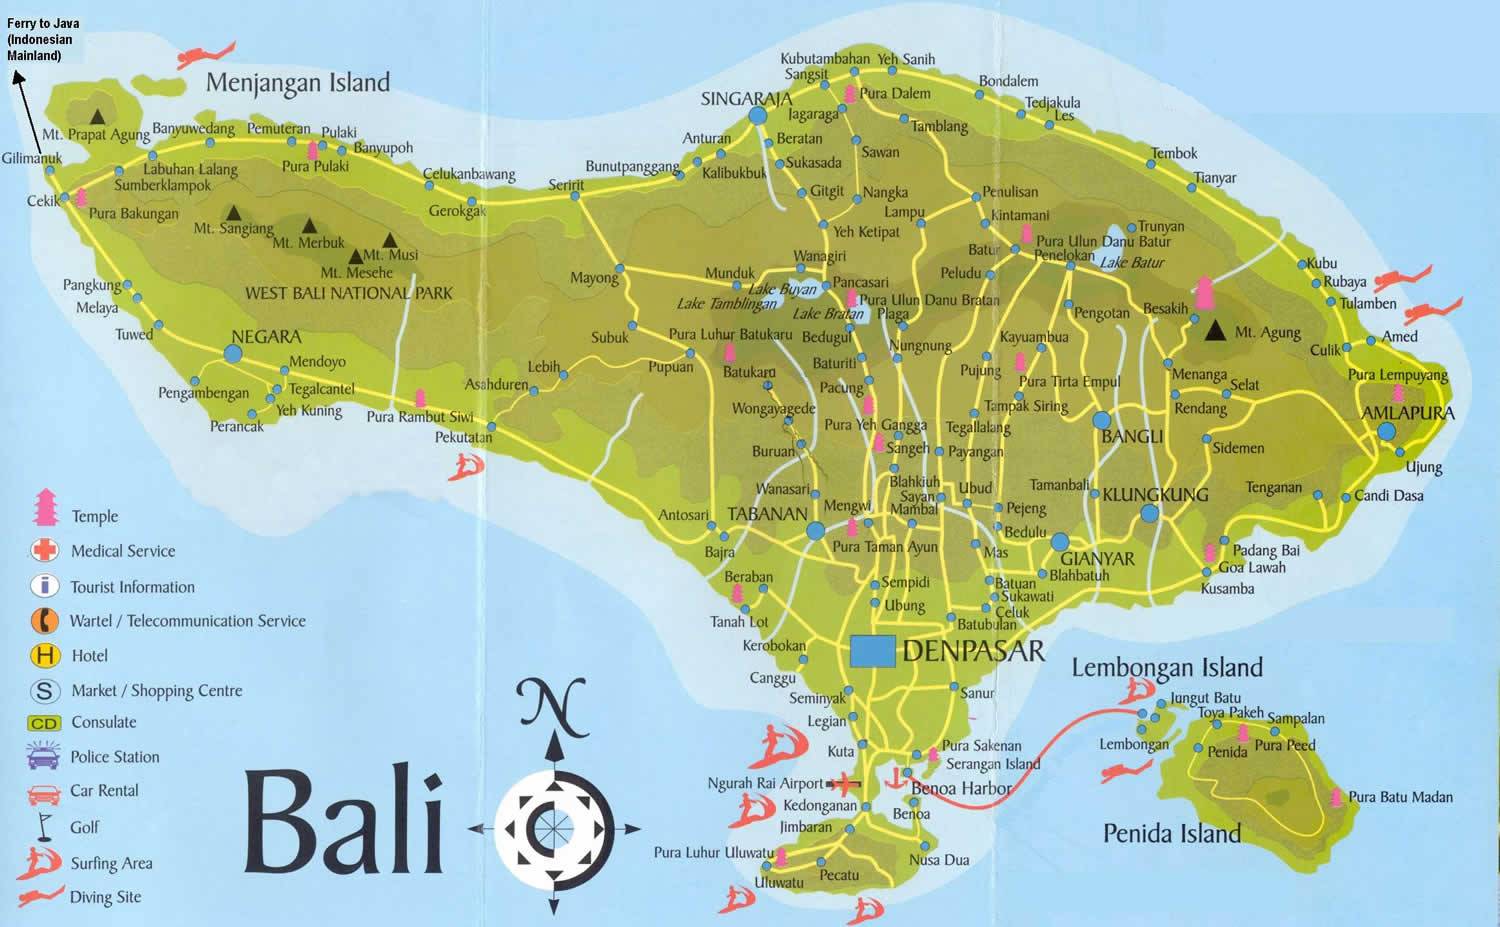 Ferry to Java
(Indonesian
Mainland)
Menjangan Island
Mt. Prapat Agung
Banyuwedang
Pemuteran
Pulaki
Banyupoh
Gilimanuk
Labuhan Lalang
Sumberklampok
Pura Pulaki
Celukanbawang
Cekik
Pura Bakungan
Gerokgak
Seririt
Mt. Sangiang
Mt. Merbuk
Mt. Musi
Mt. Mesehe
WEST BALI NATIONAL PARK
Pangkung
Melaya
Tuwed
NEGARA
Mendoyo
Pengambengan
Tegalcantel
Yeh Kuning
Perancak
Pura Rambut Siwi
Pekutatan
Asahduren
Lebih
Kubutambahan
Yeh Sanih
Sangsit
SINGARAJA
Pura Dalem
Jagaraga
Bondalem
Tedjakula
Les
Tamblang
Anturan
Beratan
Bunutpanggang
Kalibukbuk
Sukasada
Sawan
Tembok
Tianyar
Gitgit
Nangka
Penulisan
Lampu
Kintamani
Yeh Ketipat
Trunyan
Batur
Pura Ulun Danu Batur
Penelokan
Lake Batur
Wanagiri
Mayong
Munduk
Lake Buyan
Pancasari
Peludu
Lake Tamblingan
Pura Ulun Danu Bratan
Lake Bratan
Plaga
Pengotan
Besakih
Kubu
Rubaya
Tulamben
Mt. Agung
Subuk
Pura Luhur Batukaru
Bedugul
Nungnung
Kayuambua
Culik
Amed
Pupuan
Batukaru
Baturiti
Pujung
Menanga
Pura Lempuyang
Pacung
Pura Tirta Empul
Selat
Wongayagede
Tampak Siring
Rendang
AMLAPURA
Pura Yeh Gangga
Tegallalang
BANGLI
Sangeh
Buruan
Payangan
Sidemen
Ujung
Wanasari
Blahkiuh
Sayan
Ubud
Tamanbali
KLUNGKUNG
Tenganan
Candi Dasa
Antosari
TABANAN
Mengwi
Mambal
Pejeng
Bedulu
Bajra
Pura Taman Ayun
Mas
GIANYAR
Padang Bai
Goa Lawah
Beraban
Sempidi
Batuan
Blahbatuh
Kusamba
Sukawati
Tanah Lot
Ubung
Celuk
Batubulan
Kerobokan
DENPASAR
Canggu
Seminyak
Sanur
Legian
Kuta
Pura Sakenan
Serangan Island
Ngurah Rai Airport
Benoa Harbor
Kedonganan
Benoa
Jimbaran
Pura Luhur Uluwatu
Nusa Dua
Pecatu
Uluwatu
Lembongan Island
Jungut Batu
Toya Pakeh
Sampalan
Lembongan
Penida
Pura Peed
Pura Batu Madan
Penida Island
Temple
Medical Service
i
Tourist Information
Wartel / Telecommunication Service
H
Hotel
S
Market / Shopping Centre
CD
Consulate
Police Station
Car Rental
Golf
Surfing Area
Diving Site
Bali
N